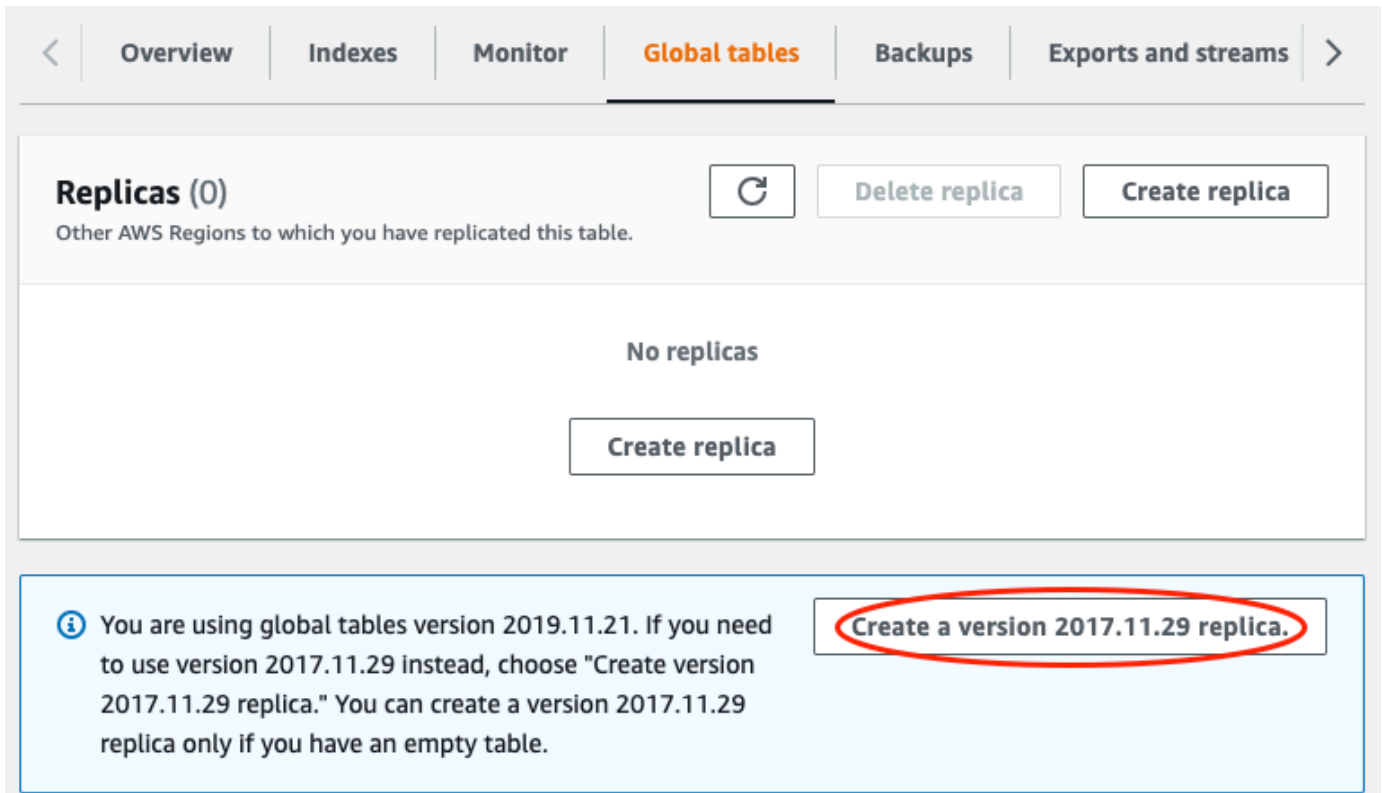 Overview Indexes Monitor Global tables Backups Exports and streams
Replicas (0)
Delete replica
Create replica
Other AWS Regions to which you have replicated this table.
No replicas
Create replica
You are using global tables version 2019.11.21. If you need
to use version 2017.11.29 instead, choose "Create version
2017.11.29 replica." You can create a version 2017.11.29
replica only if you have an empty table.
Create a version 2017.11.29 replica.